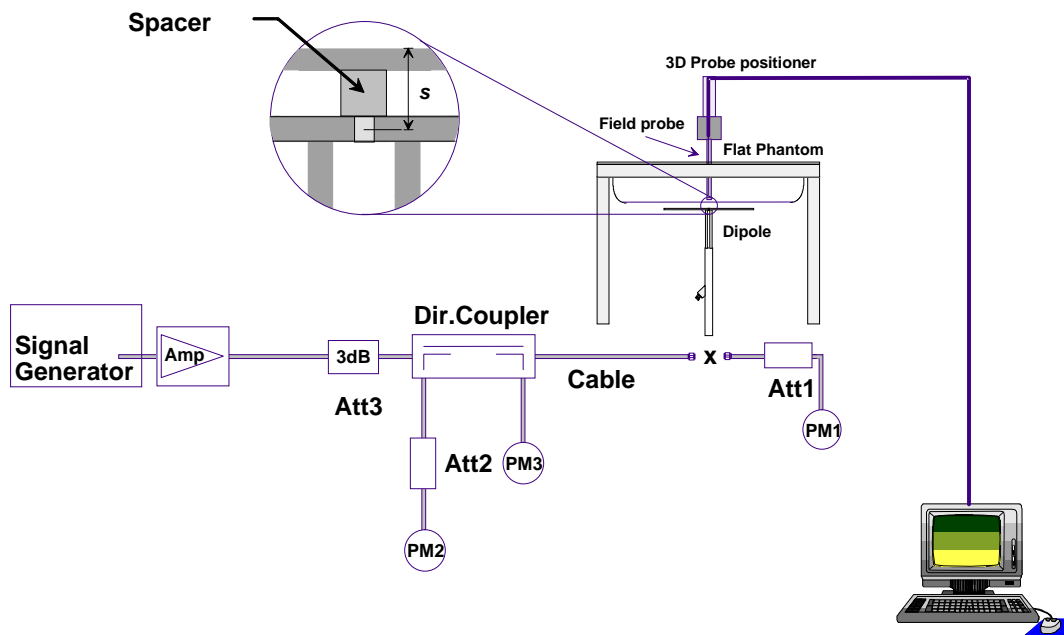 Spacer
s
3D Probe positioner
Field probe
Flat Phantom
Dipole
Dir.Coupler
Signal
Generator
Amp
3dB
Att3
Cable
x
Att1
PM1
Att2
PM3
PM2